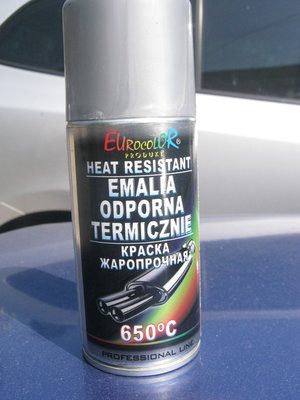 EUROCOLOR®
PRODUKT
HEAT RESISTANT
EMALIA
ODPORNA
TERMICZNIE
КРАСКА
ЖАРОПРОЧНАЯ
650°C
PROFESSIONAL LINE